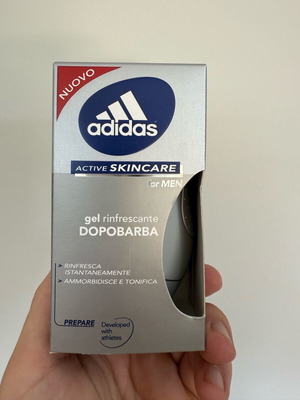 NUOVO
adidas
ACTIVE SKINCARE
for MEN
gel rinfrescante
DOPOBARBA
RINFRESCA
ISTANTANEAMENTE
AMMORBIDISCE E TONIFICA
PREPARE
Developed
with
athletes